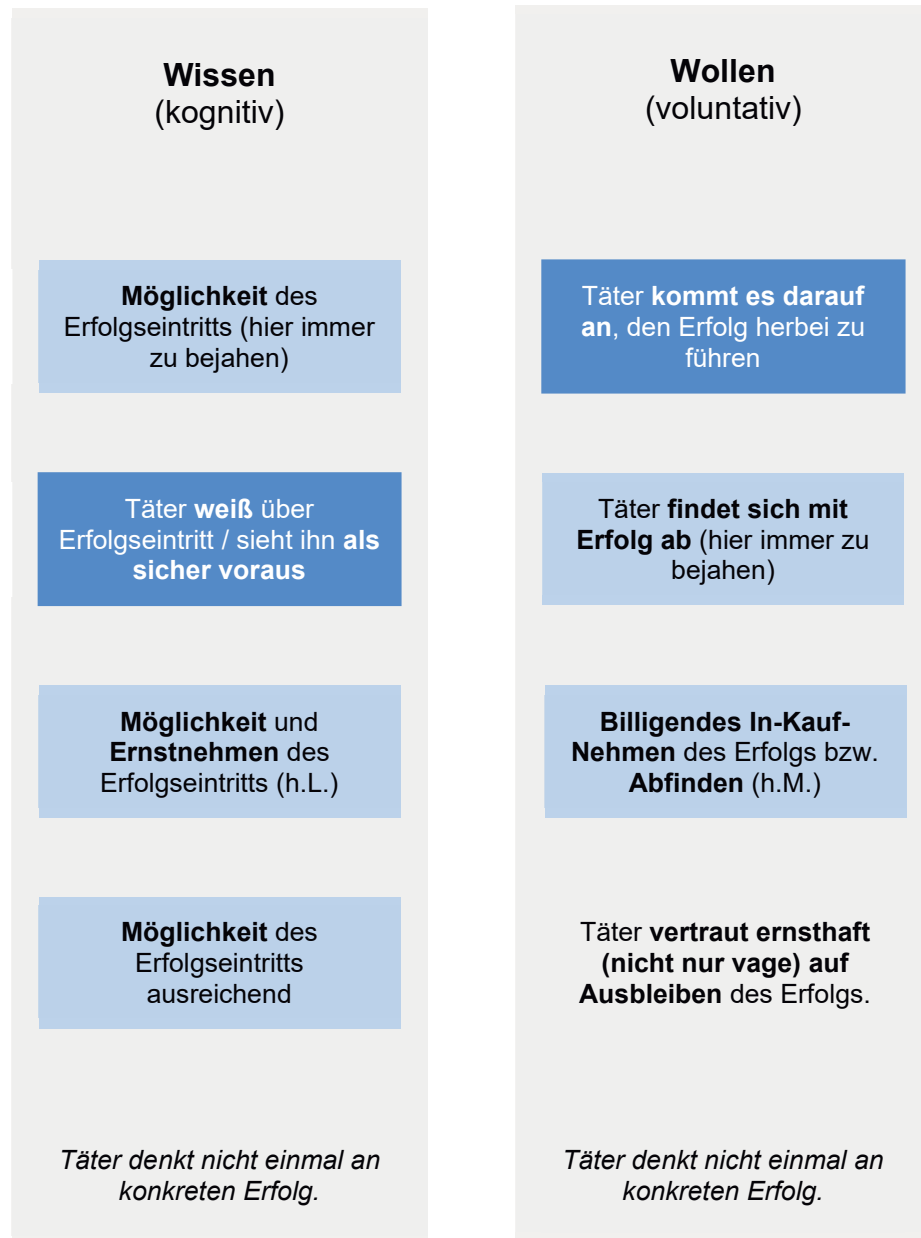 Wissen
(kognitiv)
Wollen
(voluntativ)
Möglichkeit des
Erfolgseintritts (hier immer
zu bejahen)
Täter kommt es darauf
an, den Erfolg herbei zu
führen
Täter weiß über
Erfolgseintritt / sieht ihn als
sicher voraus
Täter findet sich mit
Erfolg ab (hier immer zu
bejahen)
Möglichkeit und
Ernstnehmen des
Erfolgseintritts (h.L.)
Billigendes In-Kauf-
Nehmen des Erfolgs bzw.
Abfinden (h.M.)
Möglichkeit des
Erfolgseintritts
ausreichend
Täter vertraut ernsthaft
(nicht nur vage) auf
Ausbleiben des Erfolgs.
Täter denkt nicht einmal an
konkreten Erfolg.
Täter denkt nicht einmal an
konkreten Erfolg.